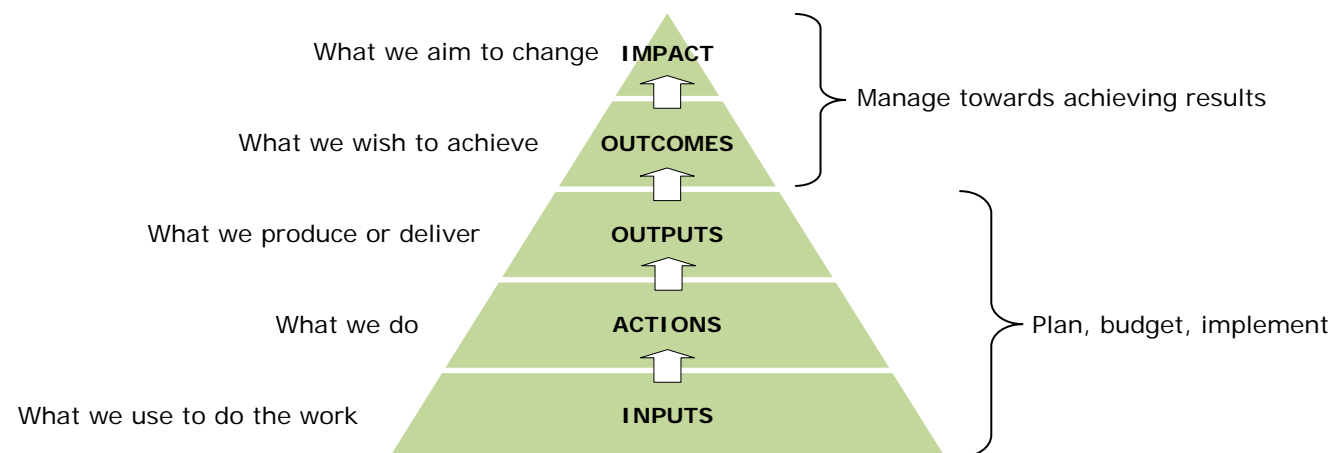 What we aim to change
IMPACT
Manage towards achieving results
What we wish to achieve
OUTCOMES
What we produce or deliver
OUTPUTS
What we do
ACTIONS
Plan, budget, implement
What we use to do the work
INPUTS